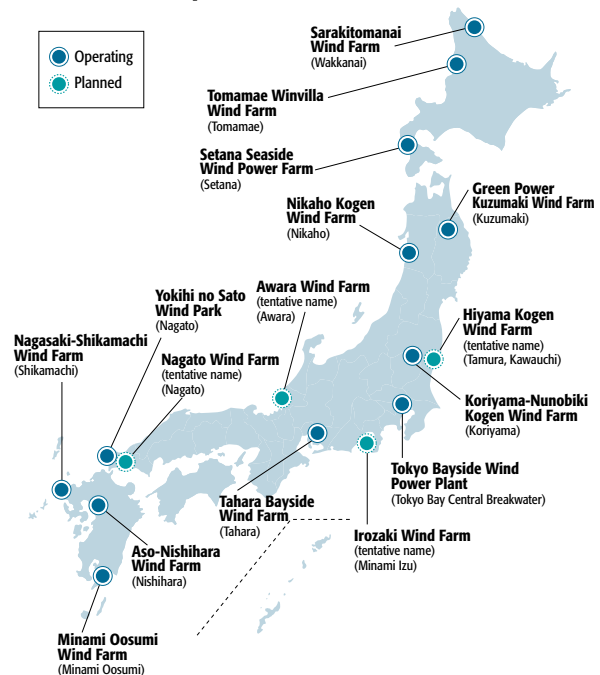 Operating
Planned
Sarakitomanai
Wind Farm
(Wakkanai)
Tomamae Winvilla
Wind Farm
(Tomamae)
Setana Seaside
Wind Power Farm
(Setana)
Green Power
Kuzumaki Wind Farm
(Kuzumaki)
Nikaho Kogen
Wind Farm
(Nikaho)
Awara Wind Farm
(tentative name)
(Awara)
Yokihi no Sato
Wind Park
(Nagato)
Hiyama Kogen
Wind Farm
(tentative name)
(Tamura, Kawauchi)
Nagasaki-Shikamachi
Wind Farm
(Shikamachi)
Nagato Wind Farm
(tentative name)
(Nagato)
Koriyama-Nunobiki
Kogen Wind Farm
(Koriyama)
Tokyo Bayside Wind
Power Plant
(Tokyo Bay Central Breakwater)
Tahara Bayside
Wind Farm
(Tahara)
Irozaki Wind Farm
(tentative name)
(Minami Izu)
Aso-Nishihara
Wind Farm
(Nishihara)
Minami Oosumi
Wind Farm
(Minami Oosumi)